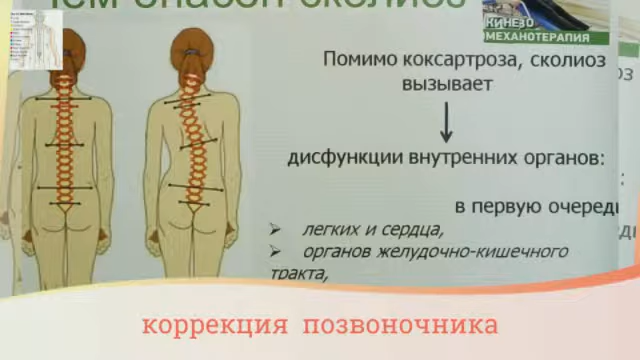 чем опасен сколиоз
КИНЕЗО
МЕХАНОТЕРАПИЯ
Помимо коксартроза, сколиоз
вызывает
дисфункции внутренних органов:
в первую очередь
➢ легких и сердца,
➢ органов желудочно-кишечного
тракта,
коррекция позвоночника